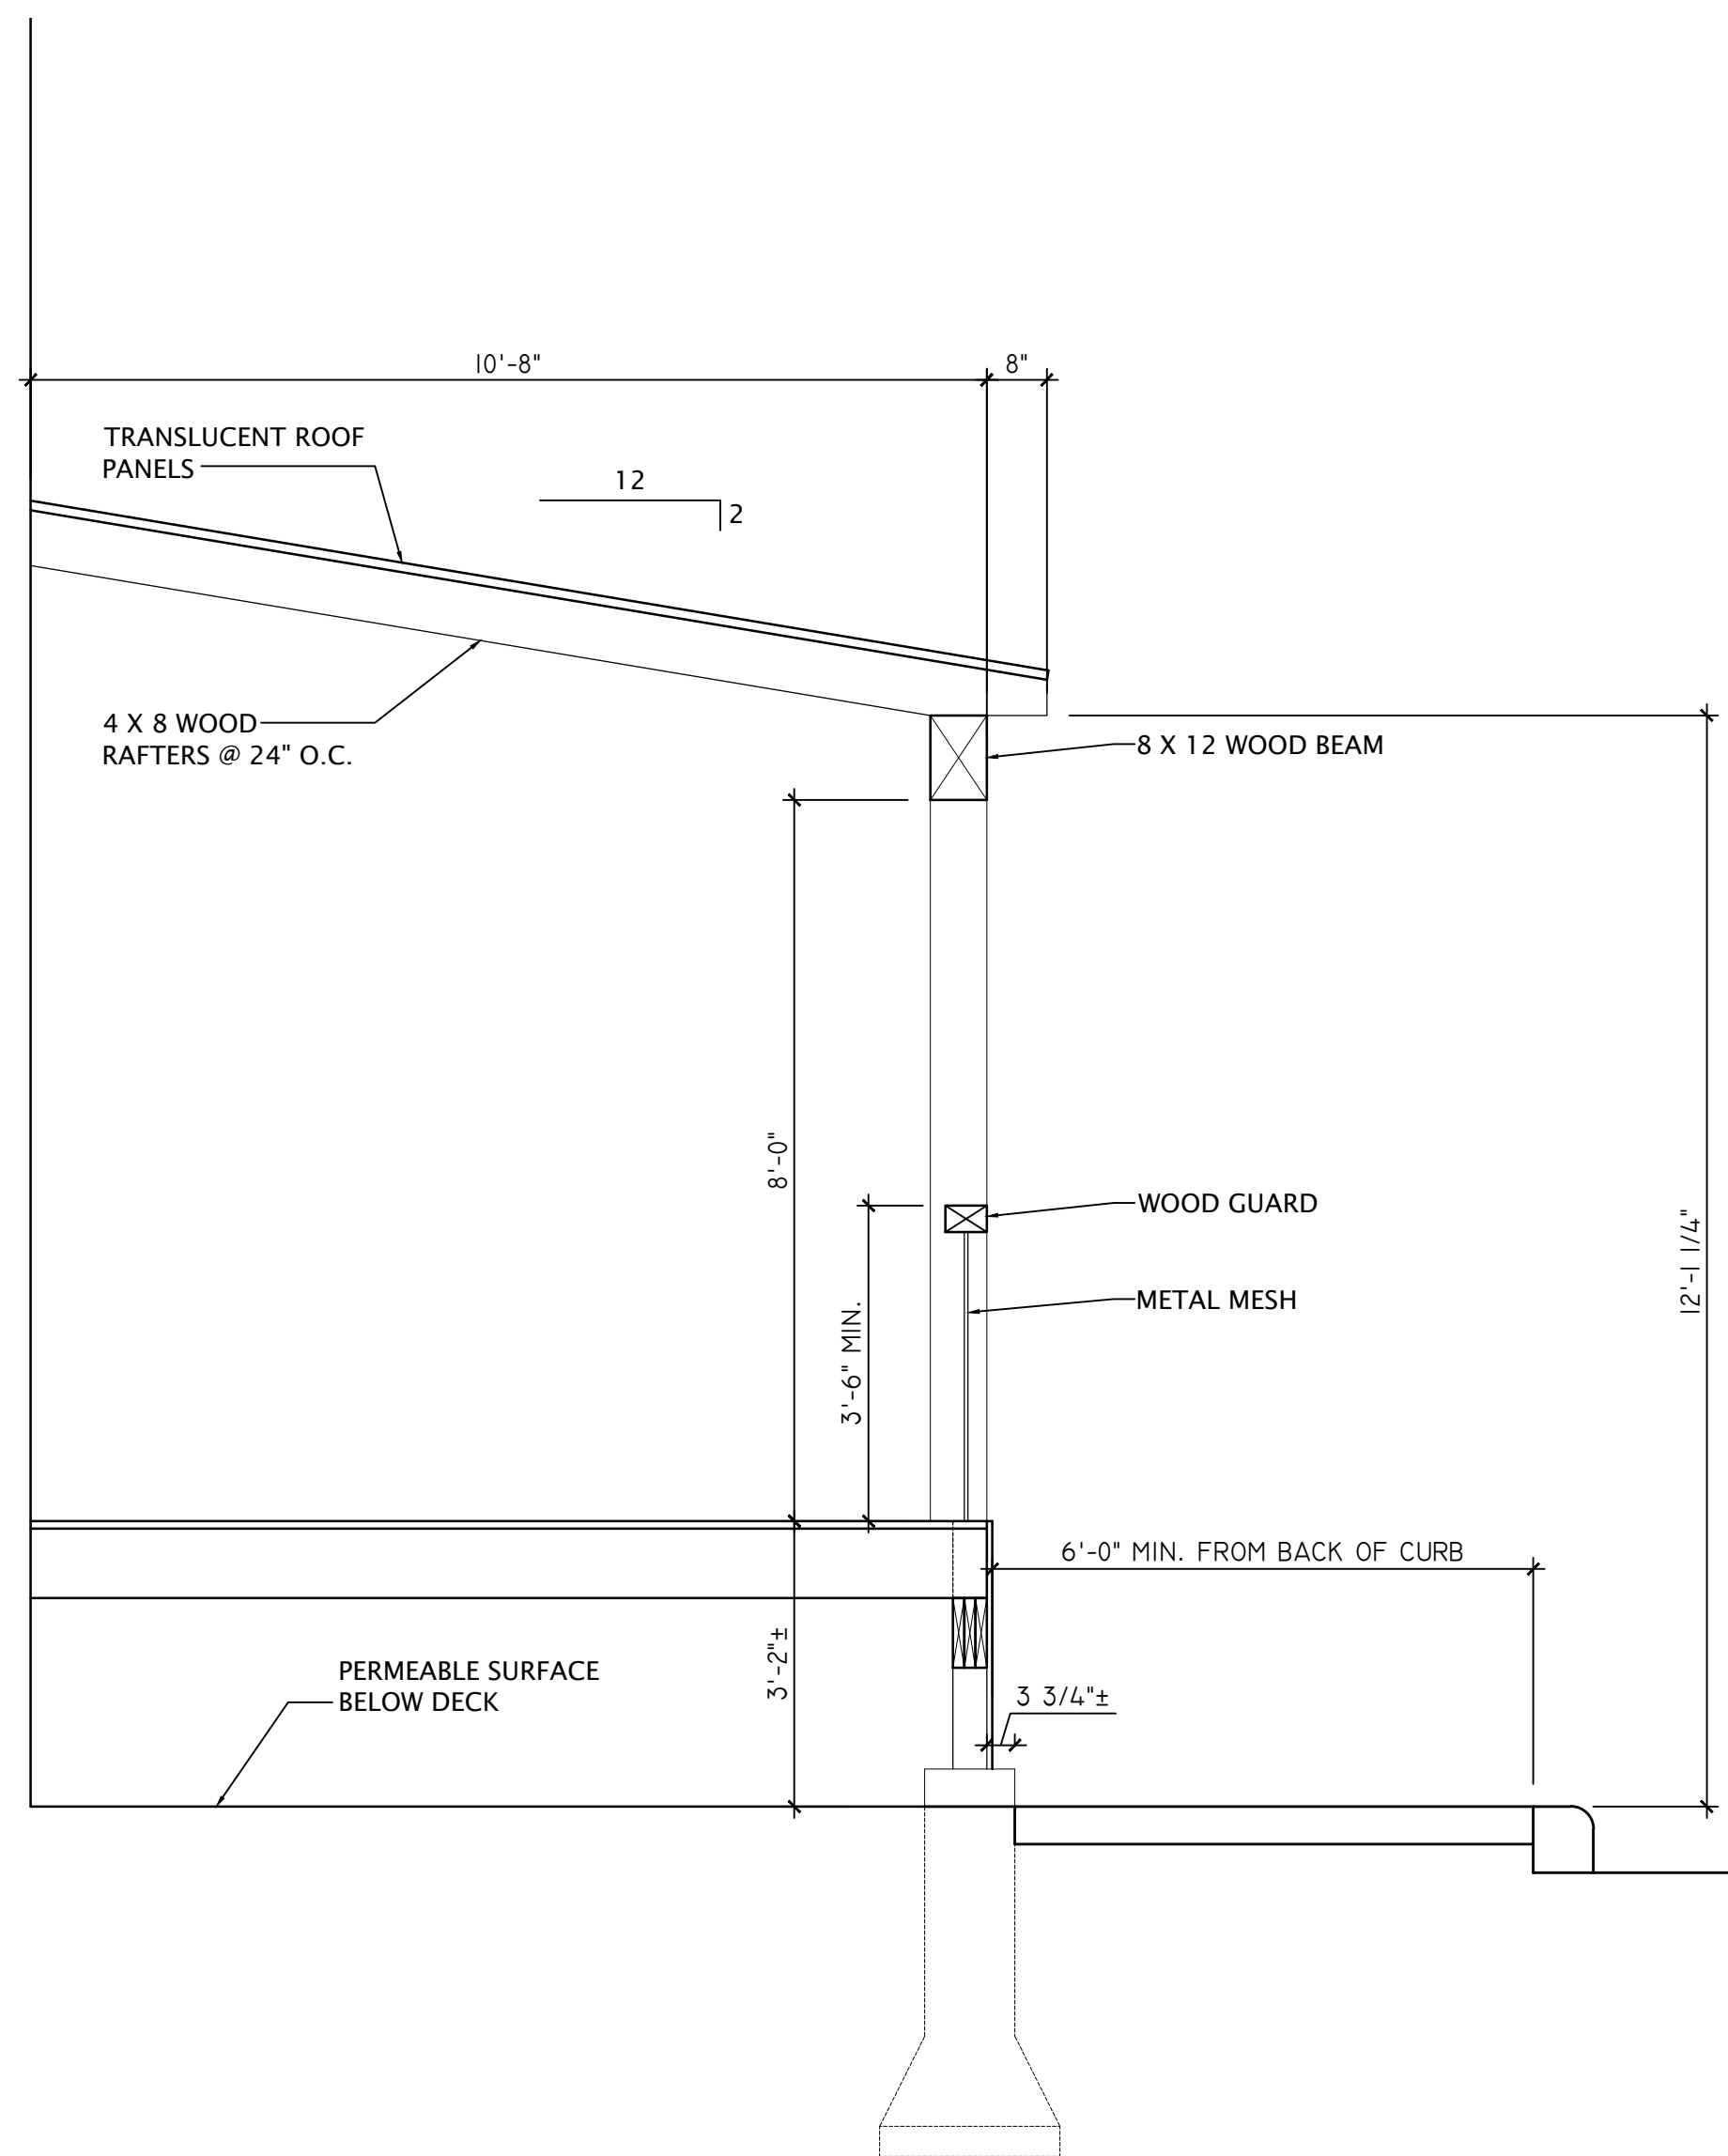 10'-8"
8"
TRANSLUCENT ROOF
PANELS
12
2
4 X 8 WOOD
RAFTERS @ 24" O.C.
8 X 12 WOOD BEAM
8'-0"
WOOD GUARD
12'-1 1/4"
METAL MESH
3'-6" MIN.
6'-0" MIN. FROM BACK OF CURB
3'-2"±
PERMEABLE SURFACE
BELOW DECK
3 3/4"±